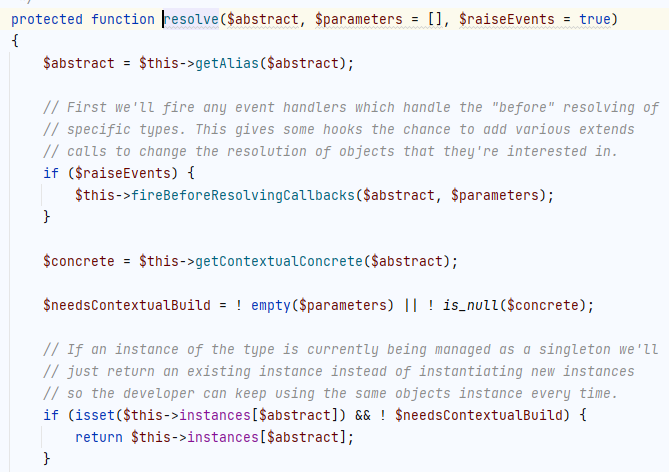 protected function resolve($abstract, $parameters = [], $raiseEvents = true)
{
    $abstract = $this->getAlias($abstract);

    // First we'll fire any event handlers which handle the "before" resolving of
    // specific types. This gives some hooks the chance to add various extends
    // calls to change the resolution of objects that they're interested in.
    if ($raiseEvents) {
        $this->fireBeforeResolvingCallbacks($abstract, $parameters);
    }

    $concrete = $this->getContextualConcrete($abstract);

    $needsContextualBuild = ! empty($parameters) || ! is_null($concrete);

    // If an instance of the type is currently being managed as a singleton we'll
    // just return an existing instance instead of instantiating new instances
    // so the developer can keep using the same objects instance every time.
    if (isset($this->instances[$abstract]) && ! $needsContextualBuild) {
        return $this->instances[$abstract];
    }